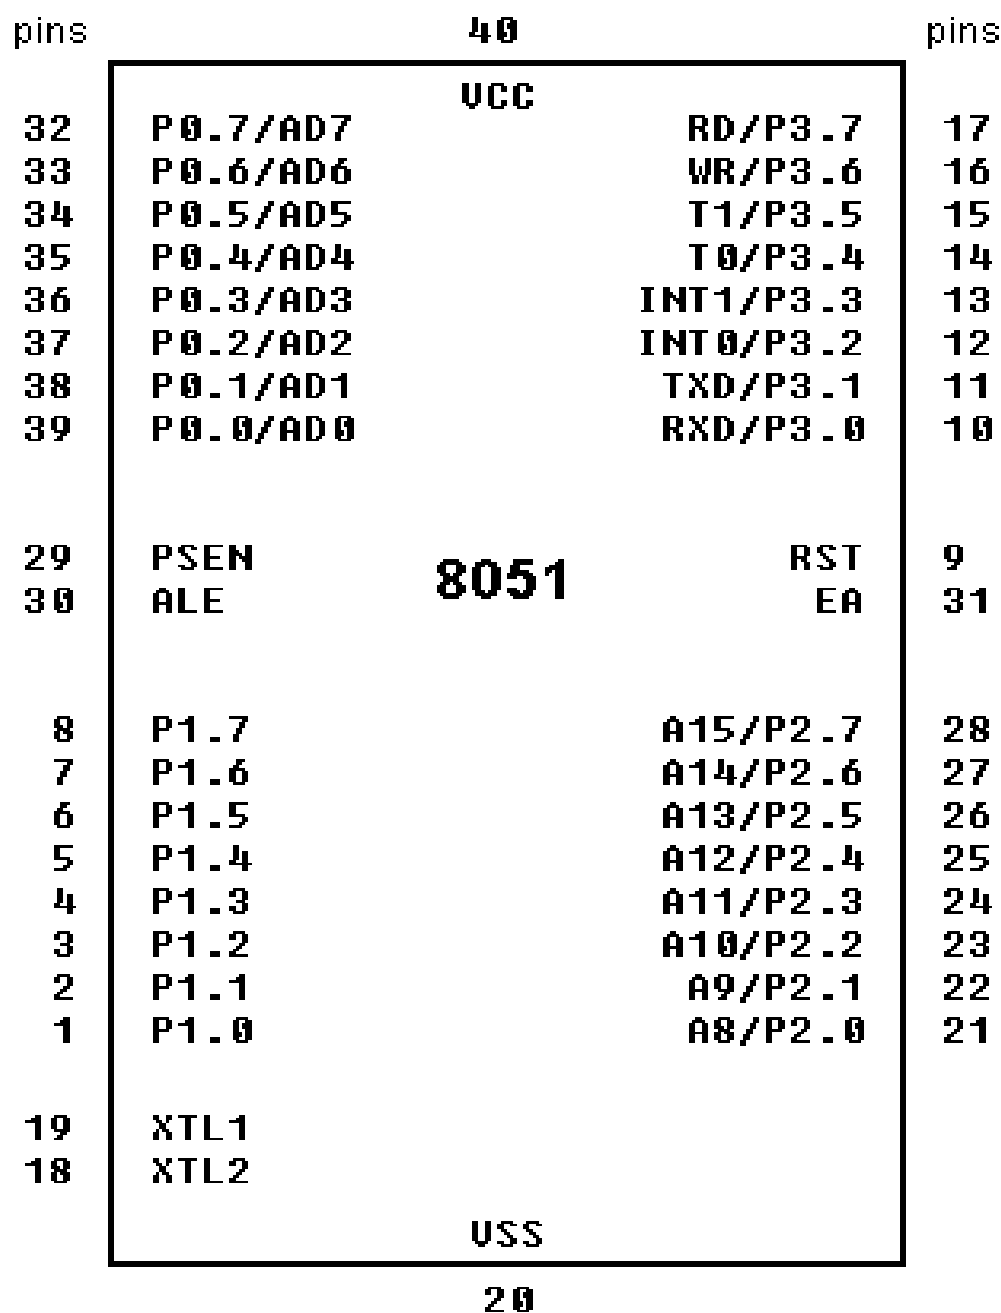 pins 40 pins
VCC
32 P0.7/AD7 RD/P3.7 17
33 P0.6/AD6 WR/P3.6 16
34 P0.5/AD5 T1/P3.5 15
35 P0.4/AD4 T0/P3.4 14
36 P0.3/AD3 INT1/P3.3 13
37 P0.2/AD2 INT0/P3.2 12
38 P0.1/AD1 TXD/P3.1 11
39 P0.0/AD0 RXD/P3.0 10
29 PSEN RST 9
8051
30 ALE EA 31
8 P1.7 A15/P2.7 28
7 P1.6 A14/P2.6 27
6 P1.5 A13/P2.5 26
5 P1.4 A12/P2.4 25
4 P1.3 A11/P2.3 24
3 P1.2 A10/P2.2 23
2 P1.1 A9/P2.1 22
1 P1.0 A8/P2.0 21
19 XTL1
18 XTL2
VSS
20